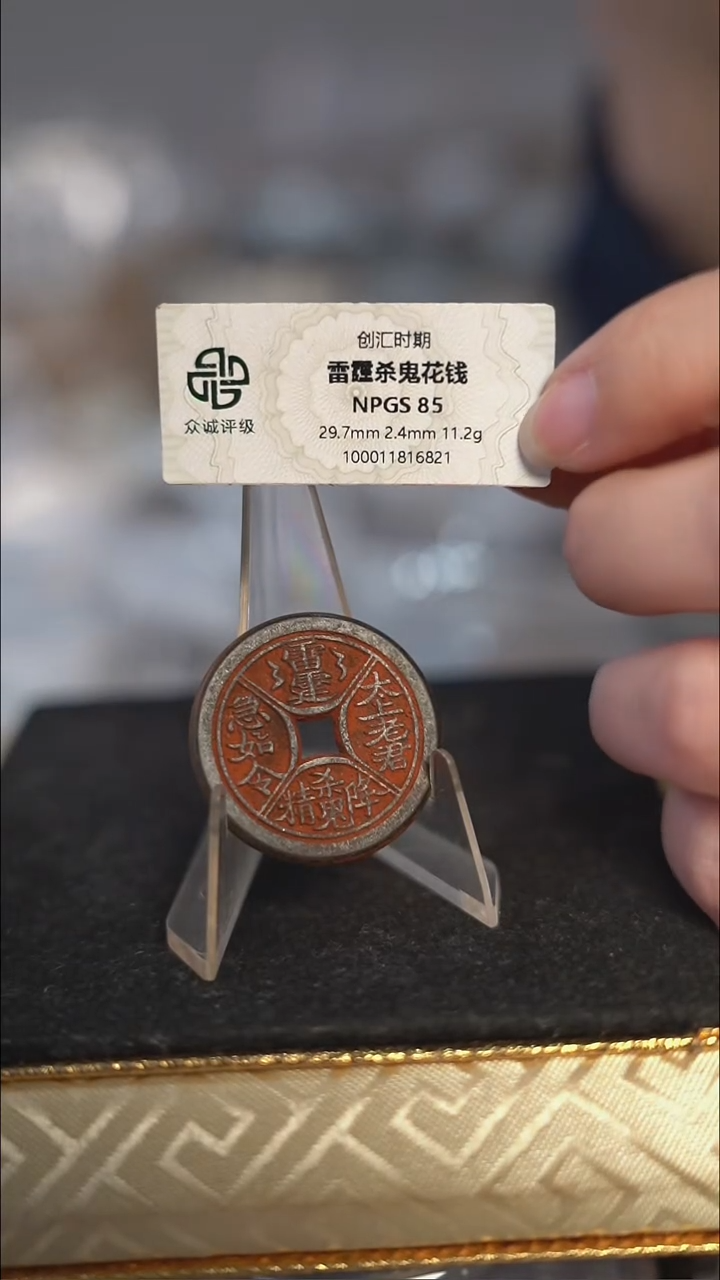 创汇时期
雷霆杀鬼花钱
NPGS 85
29.7mm 2.4mm 11.2g
100011816821
众诚评级
雷霆
太上老君
杀鬼降精
急如令